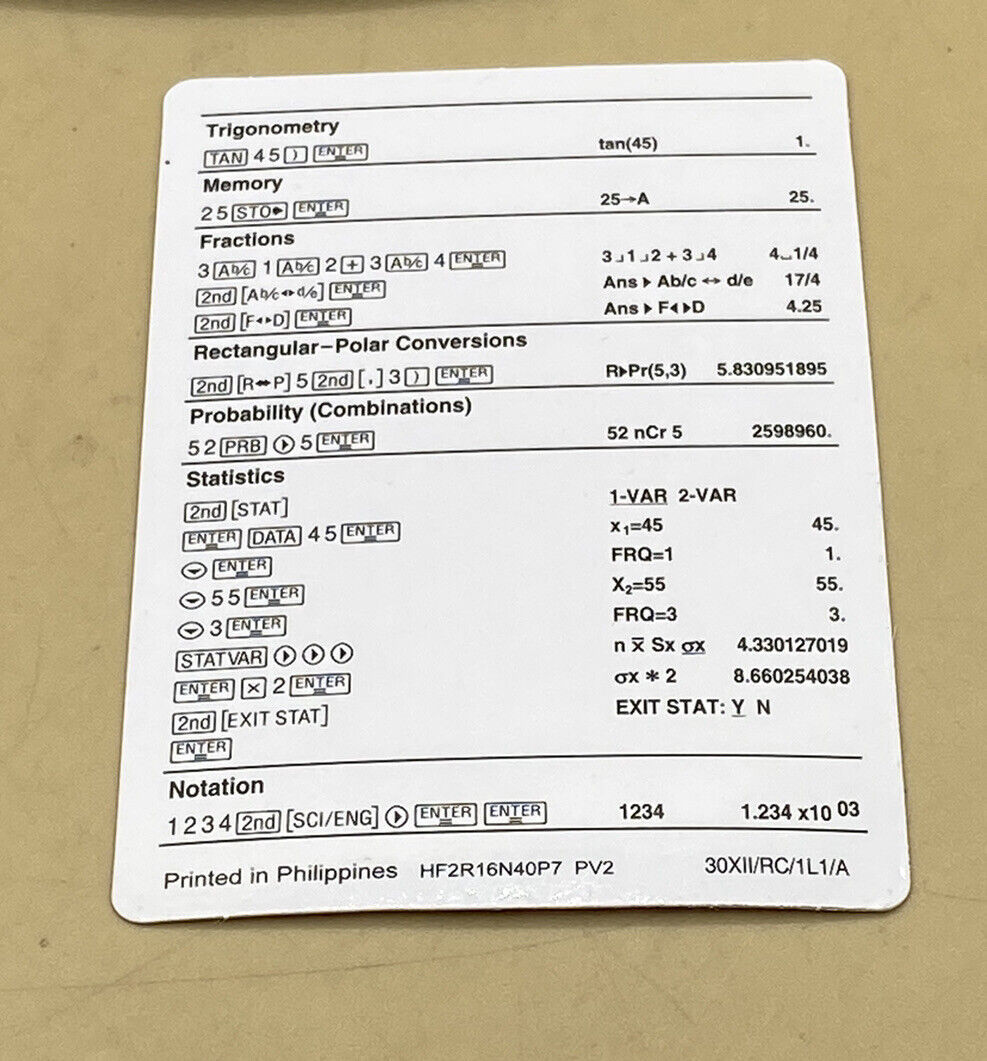 Trigonometry
TAN 4 5 ) ENTER tan(45) 1.
Memory
2 5 STO▸ ENTER 25→A 25.
Fractions
3 Ab/c 1 Ab/c 2 + 3 Ab/c 4 ENTER 3⌟1⌟2 + 3⌟4 4⎵1/4
2nd [Ab/c◂▸d/e] ENTER Ans ▸ Ab/c ↔ d/e 17/4
2nd [F◂▸D] ENTER Ans ▸ F◂▸D 4.25
Rectangular–Polar Conversions
2nd [R◂▸P] 5 2nd [,] 3 ) ENTER R▸Pr(5,3) 5.830951895
Probability (Combinations)
5 2 PRB ▸ 5 ENTER 52 nCr 5 2598960.
Statistics
2nd [STAT] 1-VAR 2-VAR
ENTER DATA 4 5 ENTER x₁=45 45.
▾ ENTER FRQ=1 1.
▾ 5 5 ENTER X₂=55 55.
▾ 3 ENTER FRQ=3 3.
STATVAR ▸ ▸ ▸ n x̅ Sx σx 4.330127019
ENTER × 2 ENTER σx * 2 8.660254038
2nd [EXIT STAT] EXIT STAT: Y N
ENTER
Notation
1 2 3 4 2nd [SCI/ENG] ▸ ENTER ENTER 1234 1.234 x10 03
Printed in Philippines HF2R16N40P7 PV2 30XII/RC/1L1/A